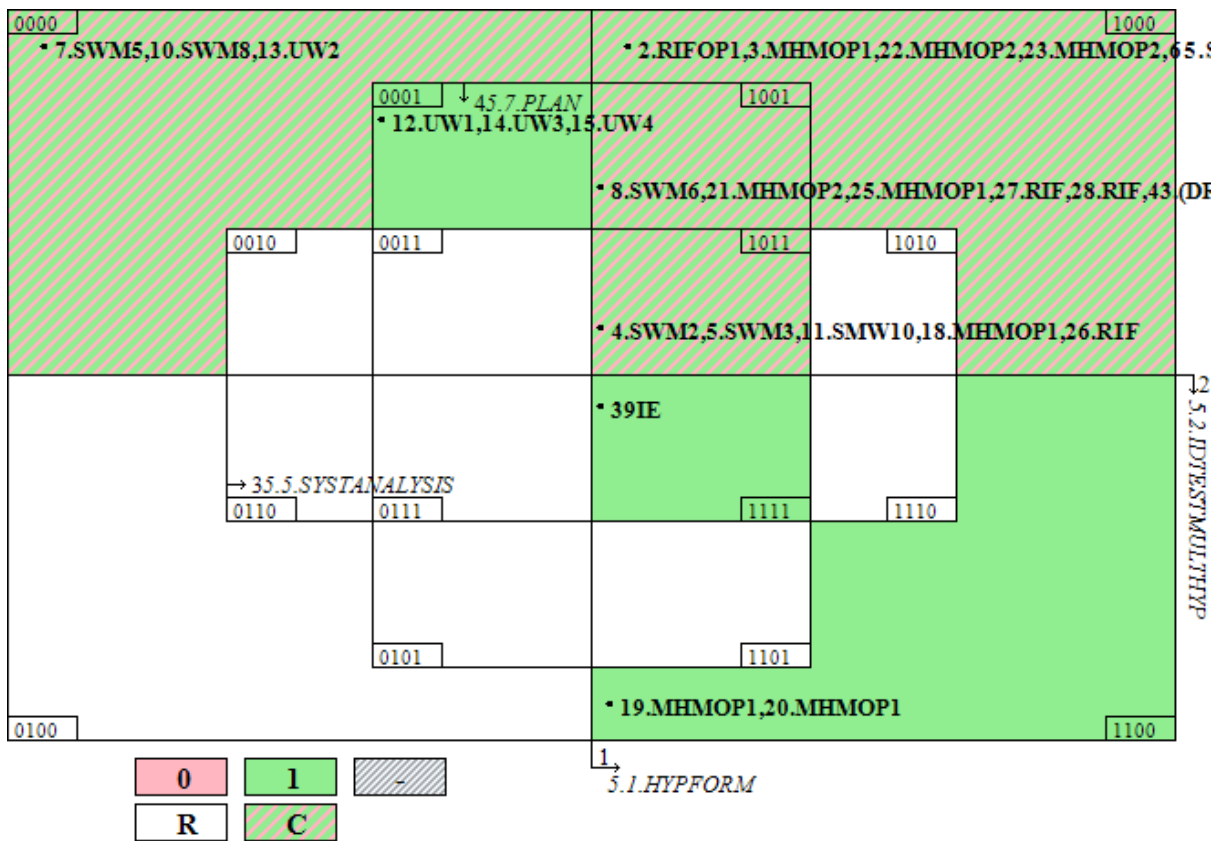 0000 1000
7.SWM5,10.SWM8,13.UW2 2.RIFOP1,3.MHMOP1,22.MHMOP2,23.MHMOP2,65.S
0001 45.7.PLAN 1001
12.UW1,14.UW3,15.UW4
8.SWM6,21.MHMOP2,25.MHMOP1,27.RIF,28.RIF,43.(DR
0010 0011 1011 1010
4.SWM2,5.SWM3,11.SMW10,18.MHMOP1,26.RIF
25.2.IDTESTMULTHYP
39IE
35.5.SYSTANALYSIS
0110 0111 1111 1110
0101 1101
19.MHMOP1,20.MHMOP1
0100 1100
1
5.1.HYPFORM
0 1 -
R C